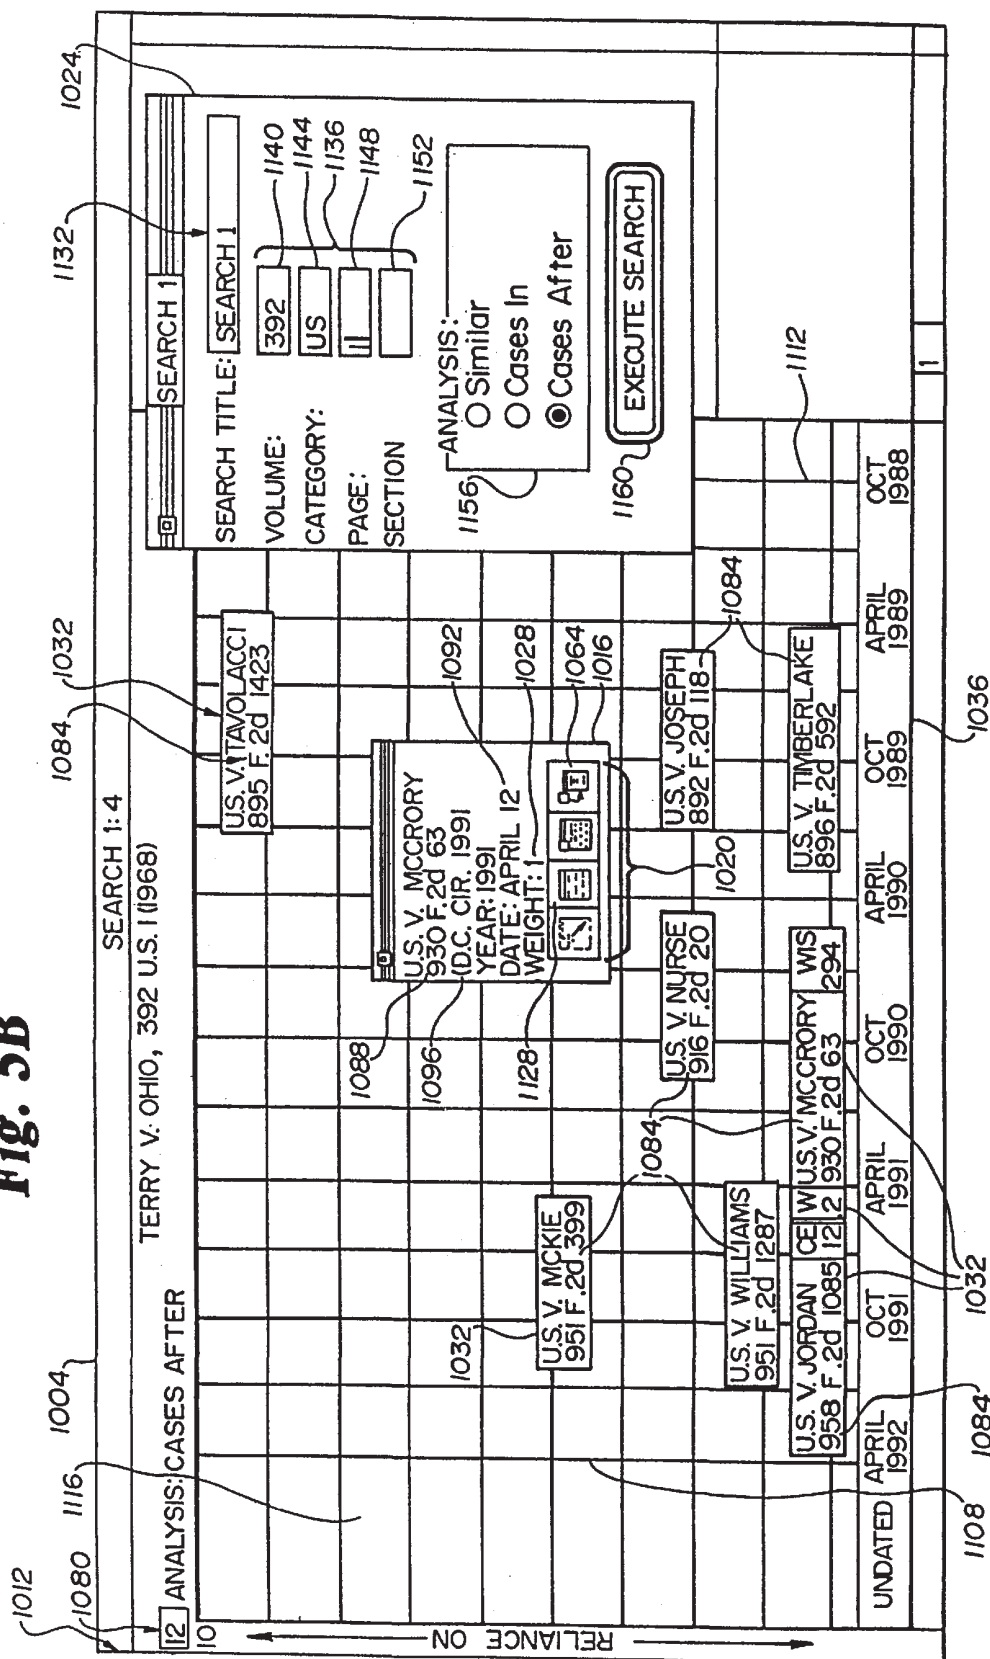 Fig. 5B
1012
1080
1116
1004
1084
1032
1132
1024
SEARCH 1: 4
TERRY V. OHIO, 392 U.S. 1 (1968)
12 ANALYSIS: CASES AFTER
10
RELIANCE ON
SEARCH 1
SEARCH TITLE: SEARCH 1
VOLUME: 392
CATEGORY: US
PAGE: 1
SECTION
1140
1144
1136
1148
1152
ANALYSIS:
Similar
Cases In
Cases After
1156
EXECUTE SEARCH
1160
1112
U.S. V. TAVOLACCI
895 F. 2d 1423
U.S. V. MCCRORY
930 F.2d 63
(D.C. CIR. 1991
YEAR: 1991
DATE: APRIL 12
WEIGHT: 1
1088
1096
1128
1092
1028
1064
1016
1020
1032
U.S. V. MCKIE
951 F.2d 399
1084
U.S. V. NURSE
916 F.2d 20
U.S. V. JOSEPH
892 F.2d 118
1084
U.S. V. WILLIAMS
951 F.2d 1287
U.S. V. TIMBERLAKE
896 F.2d 592
U.S. V. JORDAN
958 F.2d 1085
CE
12
W
.2
U.S.V. MCCRORY
930 F.2d 63
WIS
294
UNDATED
APRIL
1992
OCT
1991
APRIL
1991
OCT
1990
APRIL
1990
OCT
1989
APRIL
1989
OCT
1988
1
1108
1084
1032
1036